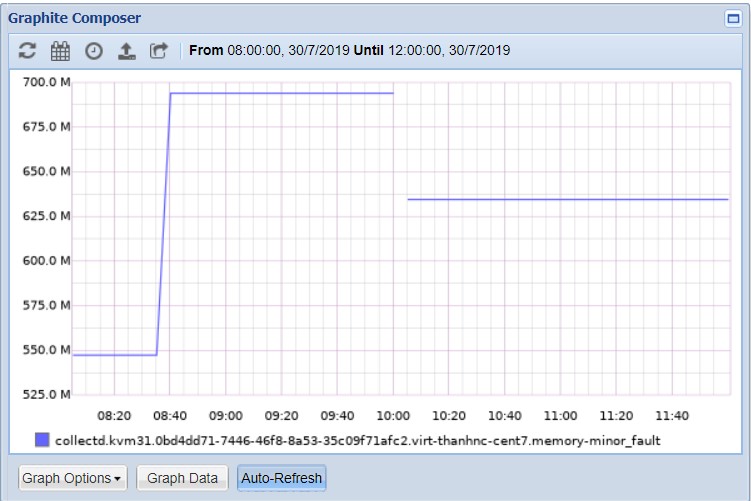 Graphite Composer
From 08:00:00, 30/7/2019 Until 12:00:00, 30/7/2019
700.0 M
675.0 M
650.0 M
625.0 M
600.0 M
575.0 M
550.0 M
525.0 M
08:20 08:40 09:00 09:20 09:40 10:00 10:20 10:40 11:00 11:20 11:40
collectd.kvm31.0bd4dd71-7446-46f8-8a53-35c09f71afc2.virt-thanhnc-cent7.memory-minor_fault
Graph Options Graph Data Auto-Refresh